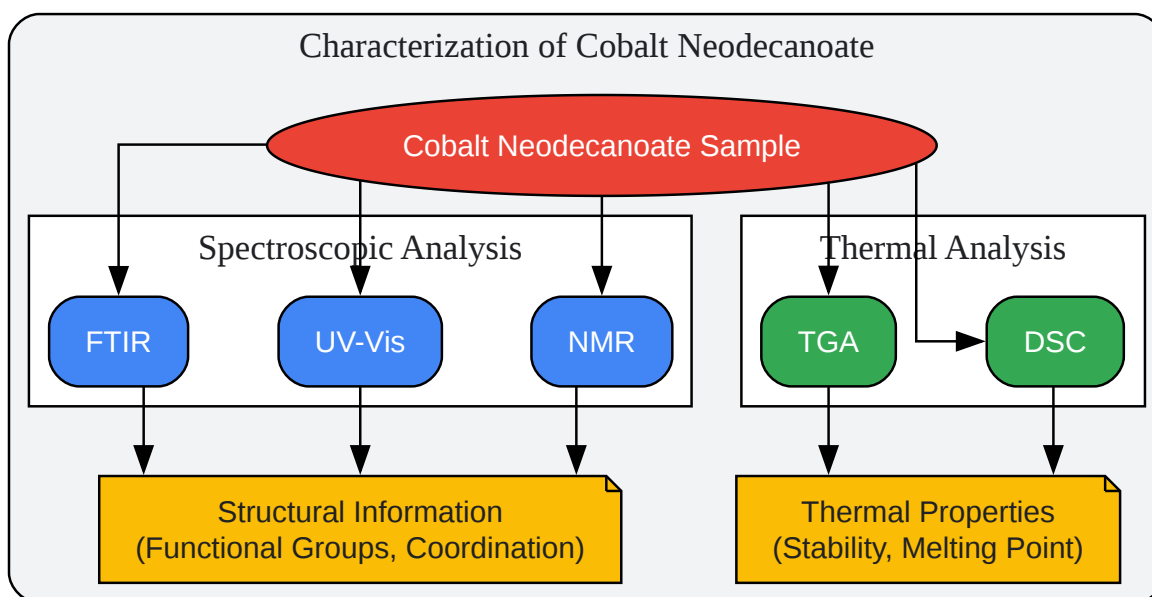 Characterization of Cobalt Neodecanoate
Cobalt Neodecanoate Sample
Spectroscopic Analysis
Thermal Analysis
FTIR
UV-Vis
NMR
TGA
DSC
Structural Information
(Functional Groups, Coordination)
Thermal Properties
(Stability, Melting Point)